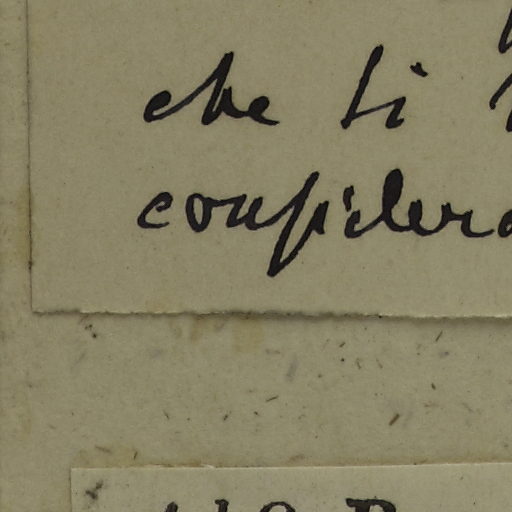 che si
considera